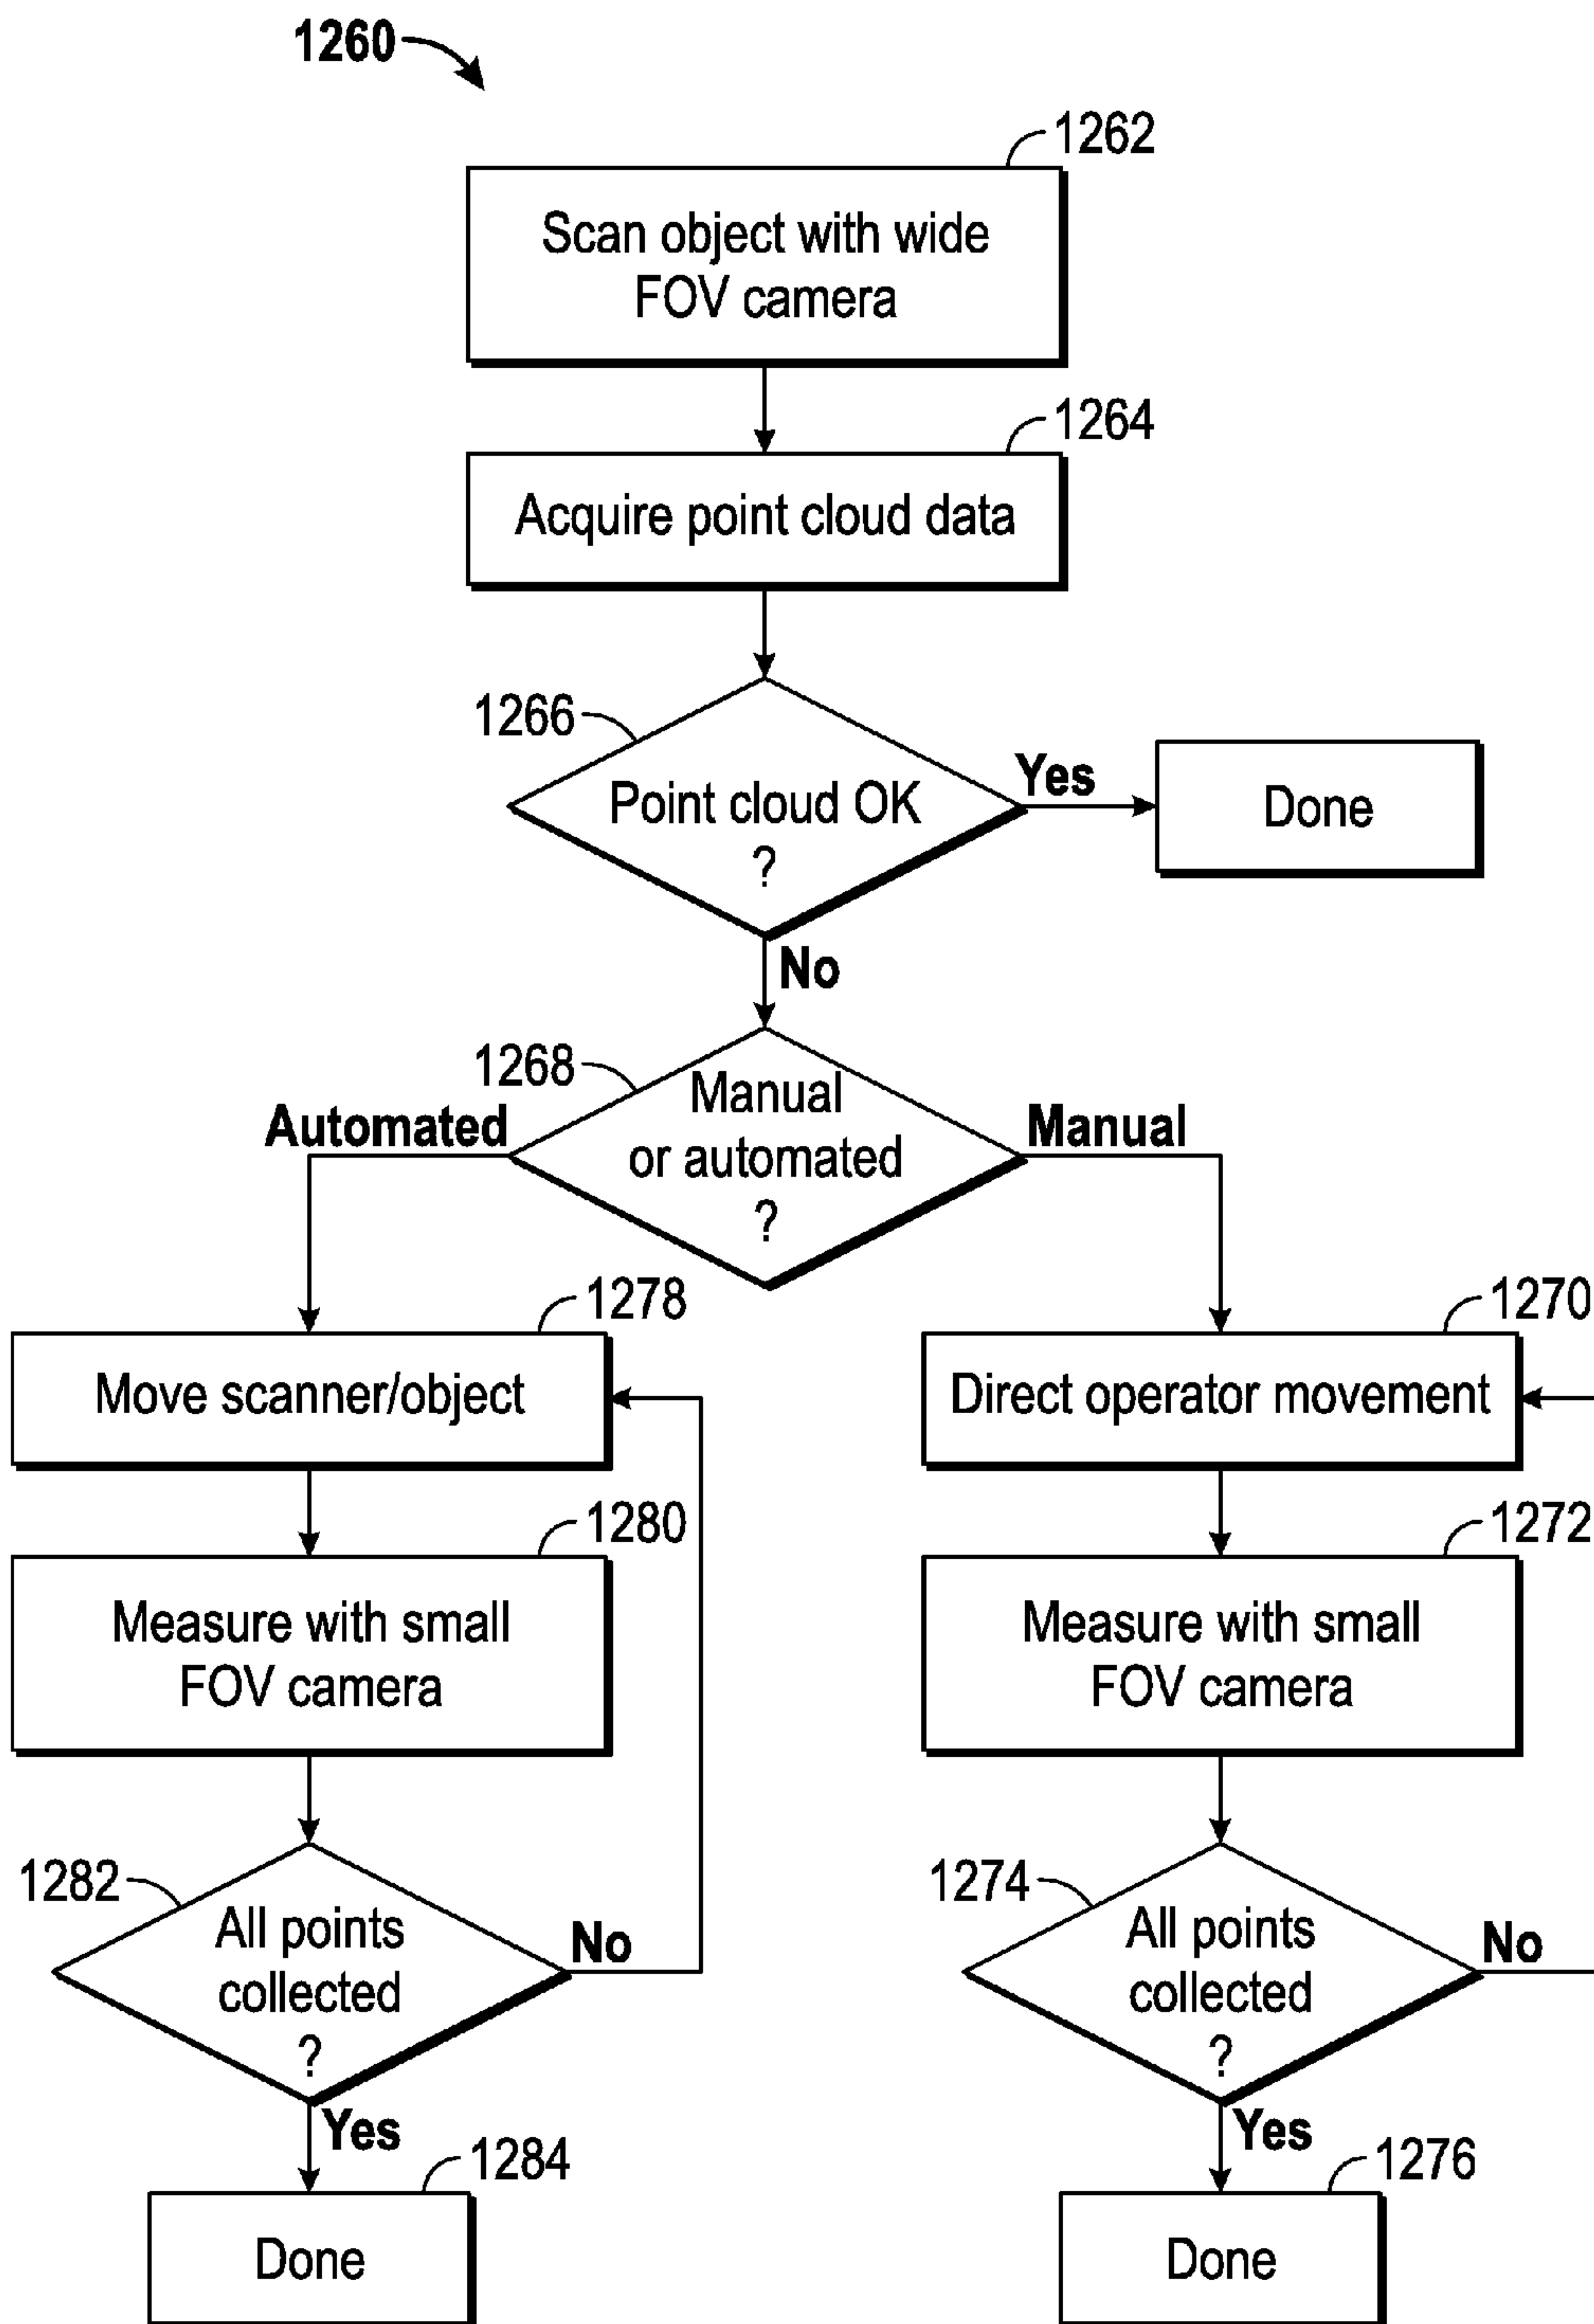 1260
1262
Scan object with wide
FOV camera
1264
Acquire point cloud data
1266
Point cloud OK
?
Yes
Done
No
1268
Manual
or automated
?
Automated
Manual
1278
Move scanner/object
1270
Direct operator movement
1280
Measure with small
FOV camera
1272
Measure with small
FOV camera
1282
All points
collected
?
No
1274
All points
collected
?
No
Yes
1284
Done
Yes
1276
Done